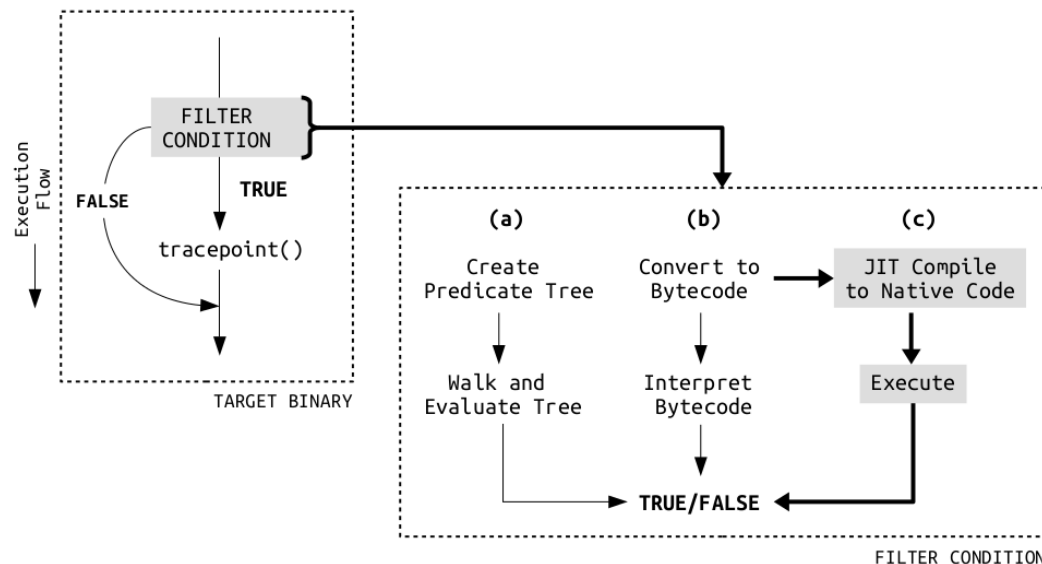 FILTER
CONDITION
Execution
Flow
TRUE
FALSE
tracepoint()
TARGET BINARY
(a)
(b)
(c)
Create
Predicate Tree
Convert to
Bytecode
JIT Compile
to Native Code
Walk and
Evaluate Tree
Interpret
Bytecode
Execute
TRUE/FALSE
FILTER CONDITION